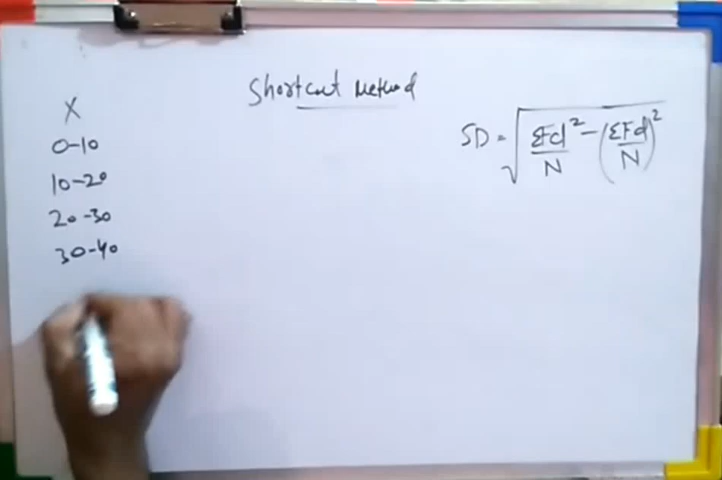 Shortcut Method
X
0-10
10-20
20-30
30-40
SD = √ΣFd²/N - (ΣFd/N)²